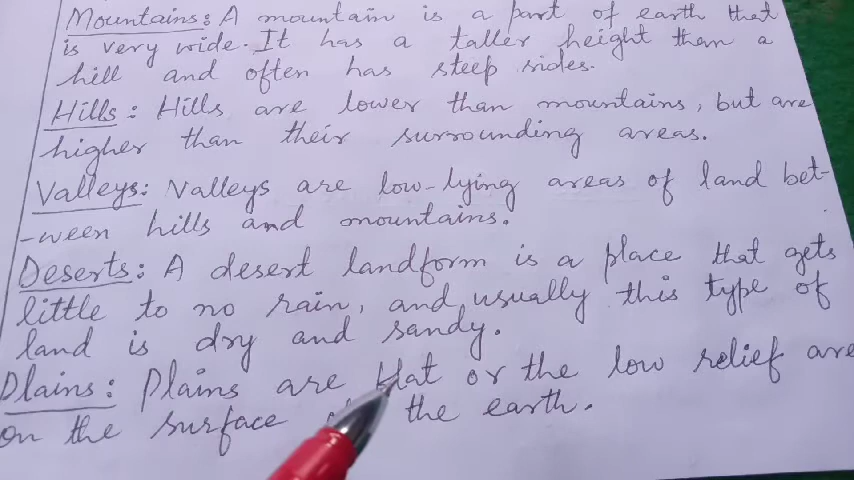 Mountains: A mountain is a part of earth that
is very wide. It has a taller height than a
hill and often has steep sides.
Hills: Hills are lower than mountains, but are
higher than their surrounding areas.
Valleys: Valleys are low-lying areas of land bet-
-ween hills and mountains.
Deserts: A desert landform is a place that gets
little to no rain, and usually this type of
land is dry and sandy.
Plains: Plains are flat or the low relief are
on the surface the earth.